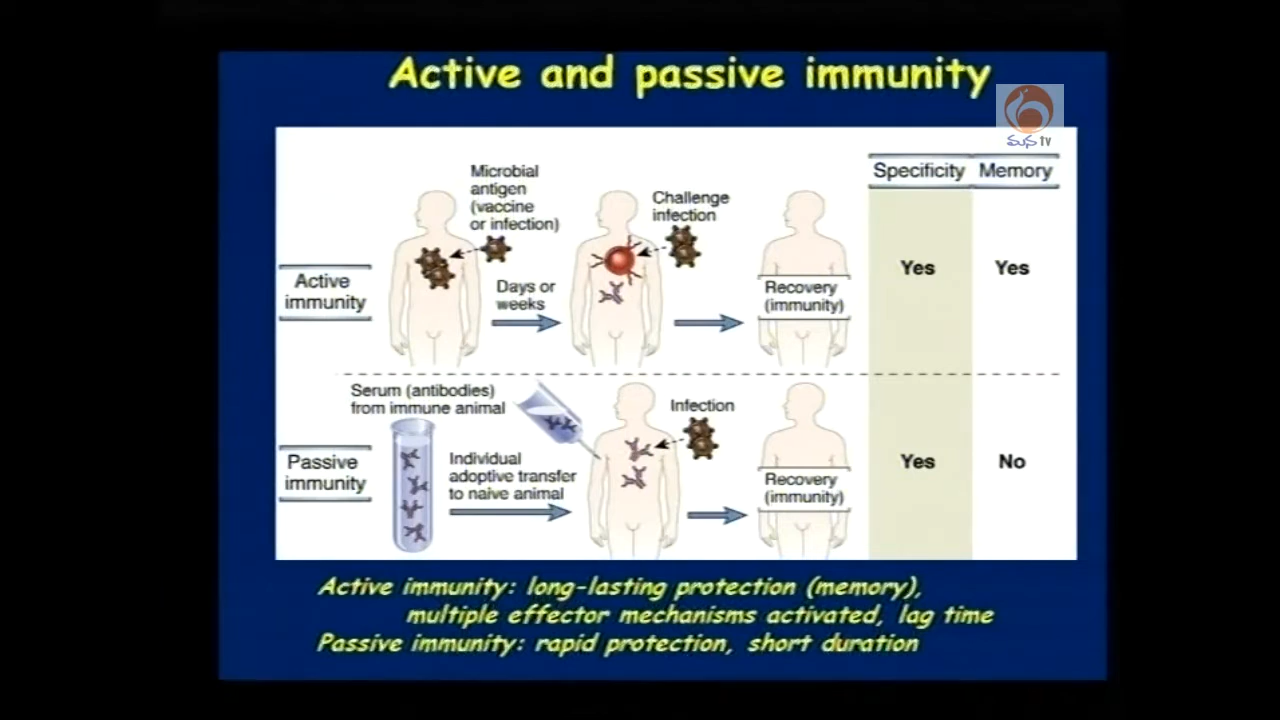 Active and passive immunity
మన tv
Specificity
Memory
Microbial
antigen
(vaccine
or infection)
Challenge
infection
Active
immunity
Days or
weeks
Recovery
(immunity)
Yes
Yes
Serum (antibodies)
from immune animal
Infection
Passive
immunity
Individual
adoptive transfer
to naive animal
Recovery
(immunity)
Yes
No
Active immunity: long-lasting protection (memory),
multiple effector mechanisms activated, lag time
Passive immunity: rapid protection, short duration